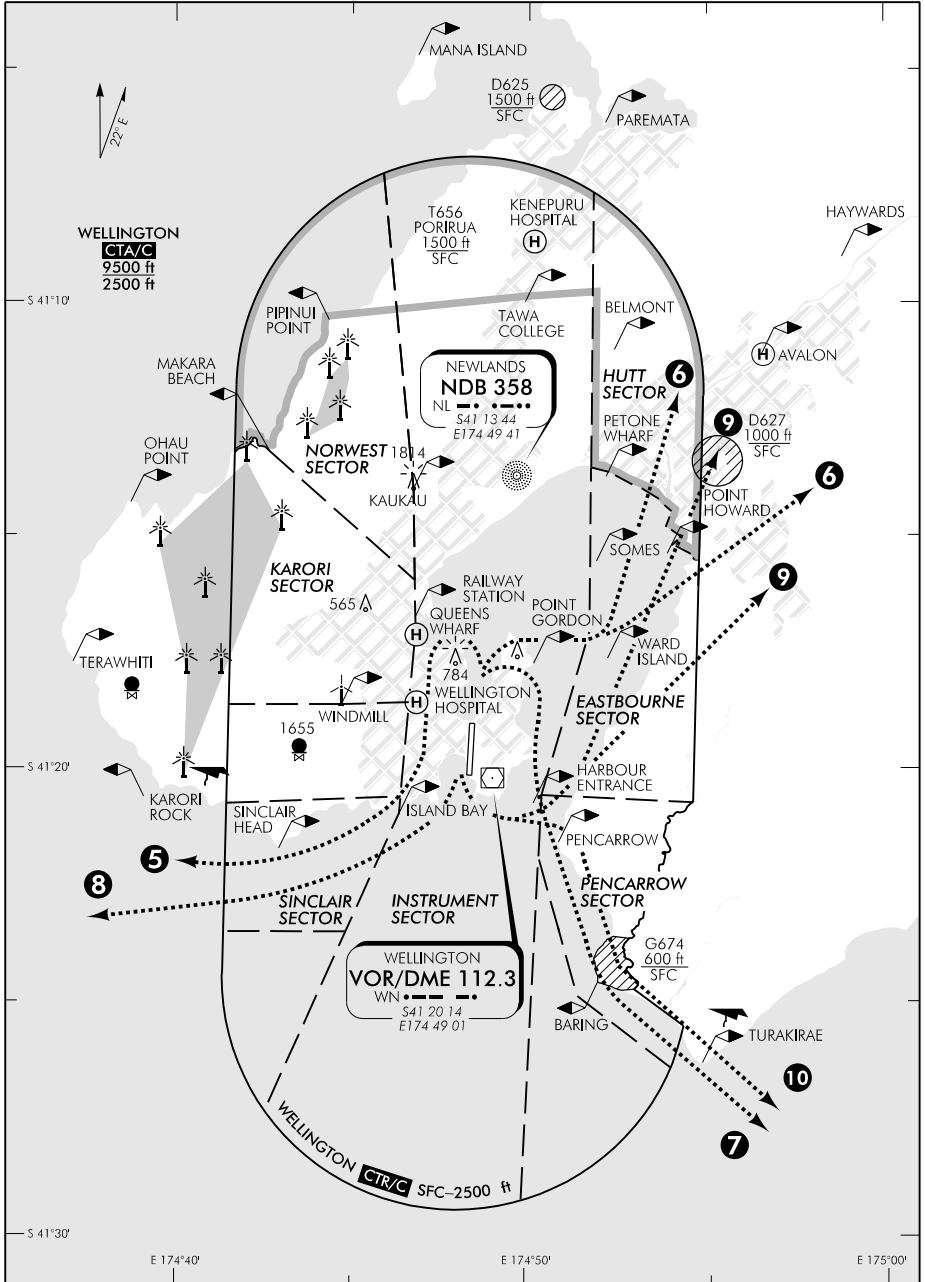 MANA ISLAND
D625
1500 ft
SFC
PAREMATA
22° E
WELLINGTON
CTA/C
9500 ft
2500 ft
T656
PORIRUA
1500 ft
SFC
KENEPURU
HOSPITAL
H
HAYWARDS
S 41°10'
PIPINUI
POINT
TAWA
COLLEGE
BELMONT
H AVALON
MAKARA
BEACH
NEWLANDS
NDB 358
NL
S41 13 44
E174 49 41
HUTT
SECTOR
6
PETONE
WHARF
9
D627
1000 ft
SFC
OHAU
POINT
NORWEST
SECTOR
1814
KAUKAU
POINT
HOWARD
6
SOMES
KARORI
SECTOR
565
RAILWAY
STATION
QUEENS
WHARF
H
POINT
GORDON
9
TERAWHITI
784
WARD
ISLAND
WINDMILL
H
WELLINGTON
HOSPITAL
EASTBOURNE
SECTOR
1655
S 41°20'
KARORI
ROCK
SINCLAIR
HEAD
ISLAND BAY
HARBOUR
ENTRANCE
PENCARROW
5
8
SINCLAIR
SECTOR
INSTRUMENT
SECTOR
PENCARROW
SECTOR
G674
600 ft
SFC
WELLINGTON
VOR/DME 112.3
WN
S41 20 14
E174 49 01
BARING
TURAKIRAE
10
7
WELLINGTON CTR/C SFC–2500 ft
S 41°30'
E 174°40'
E 174°50'
E 175°00'